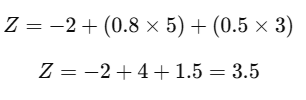 Z = −2 + (0.8 × 5) + (0.5 × 3)
Z = −2 + 4 + 1.5 = 3.5